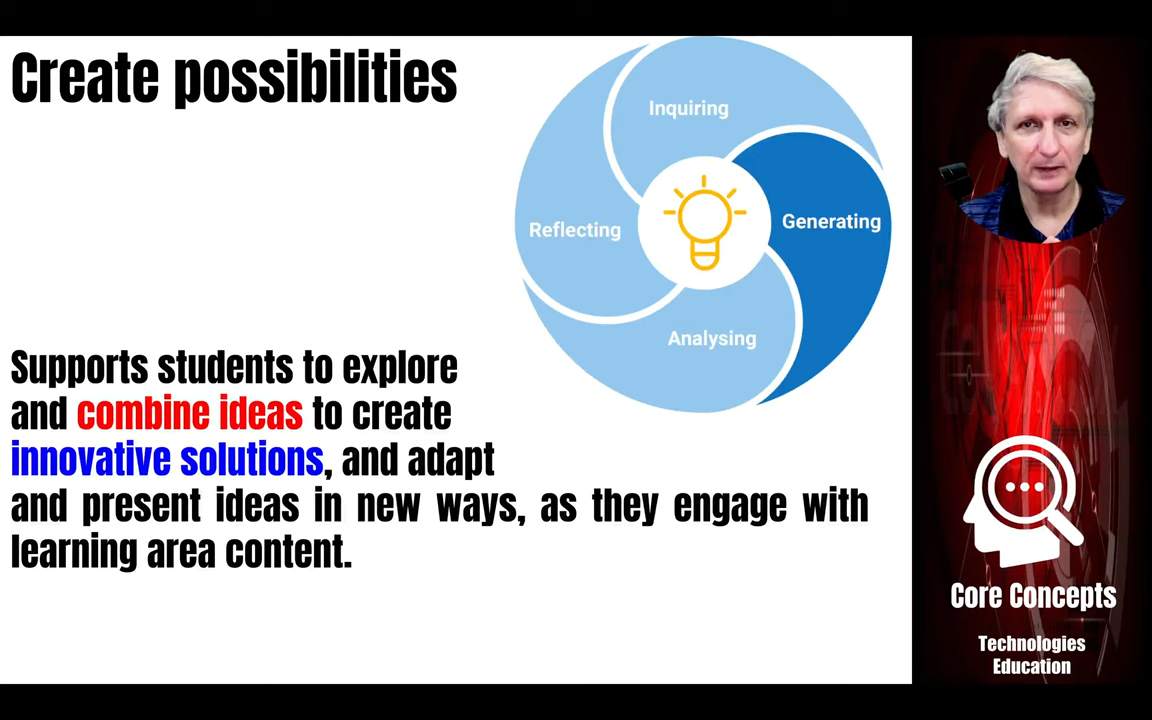 Create possibilities
Inquiring
Generating
Reflecting
Analysing
Supports students to explore
and combine ideas to create
innovative solutions, and adapt
and present ideas in new ways, as they engage with
learning area content.
Core Concepts
Technologies
Education